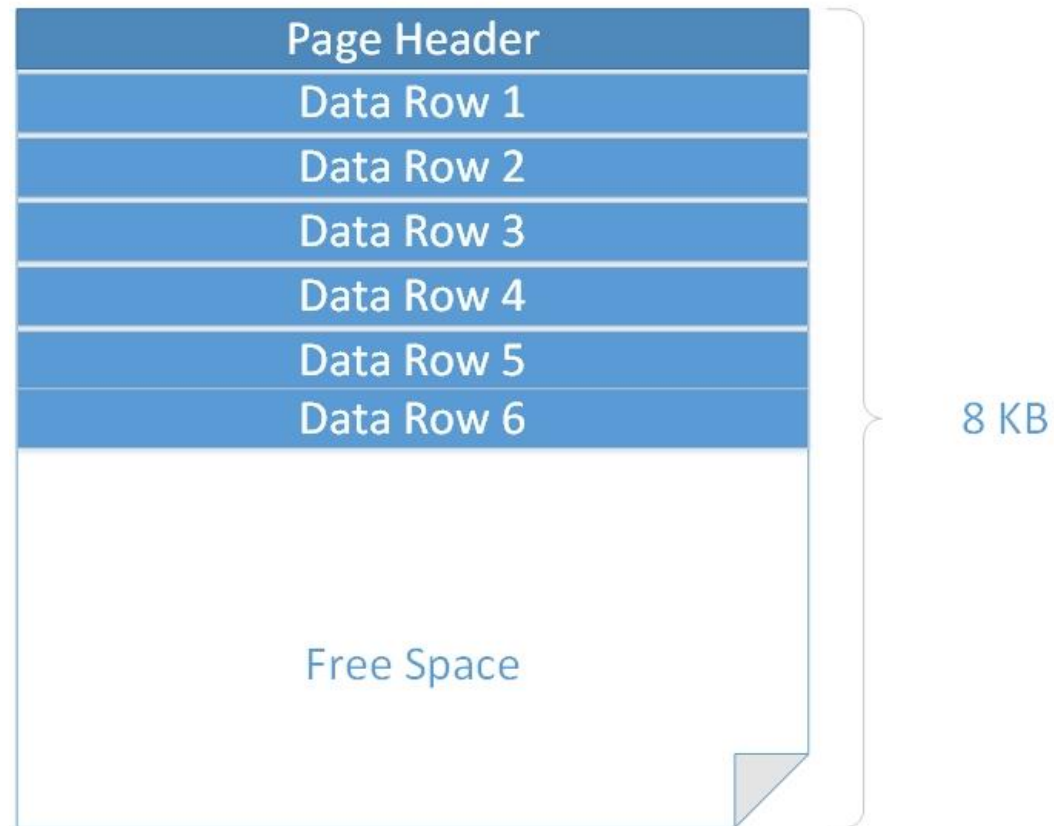 Page Header
Data Row 1
Data Row 2
Data Row 3
Data Row 4
Data Row 5
Data Row 6
8 KB
Free Space